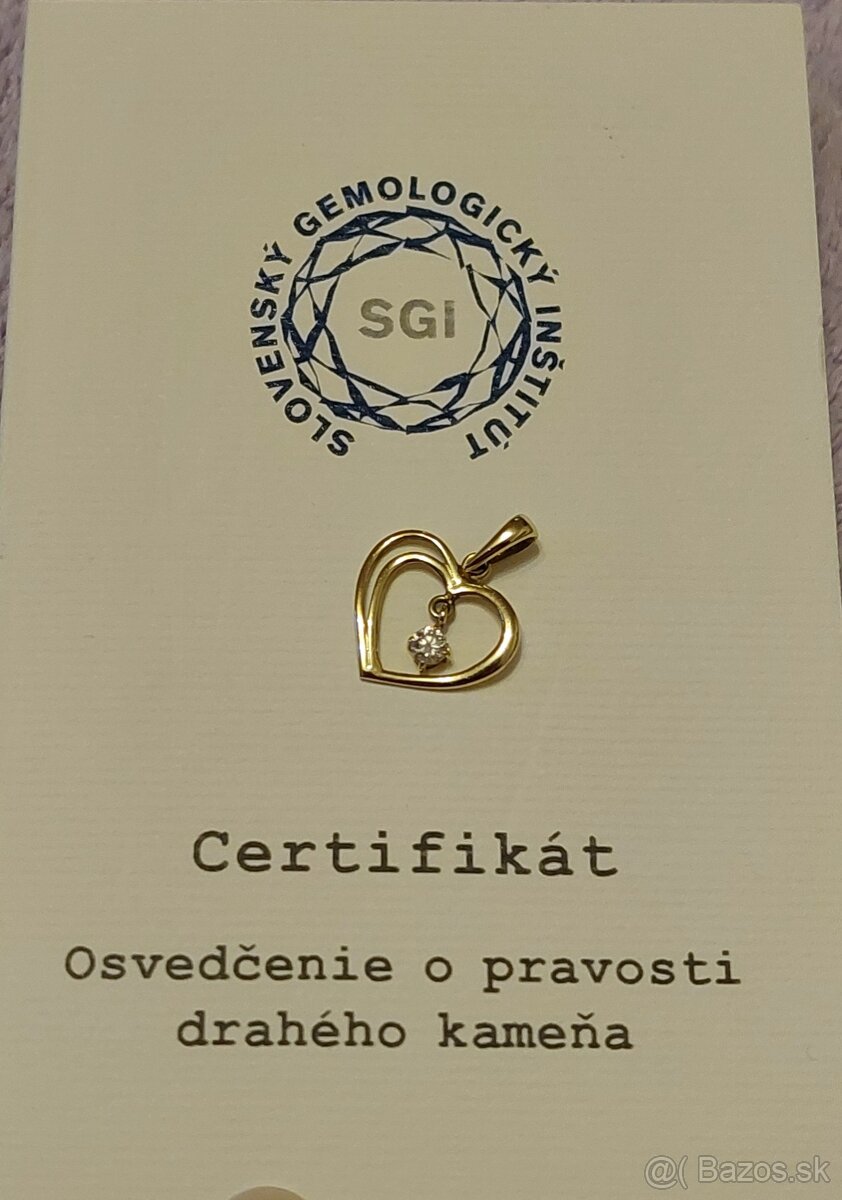 SLOVENSKÝ GEMOLOGICKÝ INŠTITÚT
SGI
Certifikát
Osvedčenie o pravosti
drahého kameňa
@( Bazos.sk